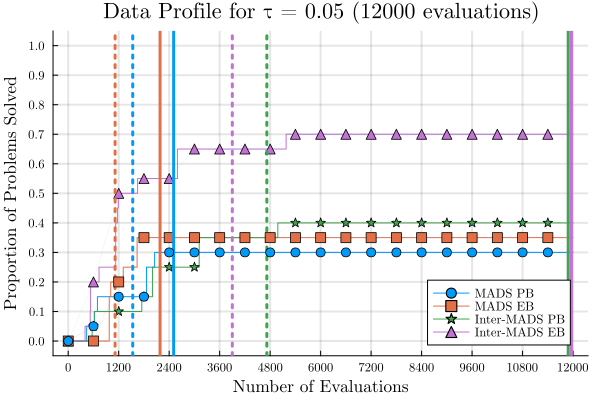 Data Profile for τ = 0.05 (12000 evaluations)
Proportion of Problems Solved
1.0
0.9
0.8
0.7
0.6
0.5
0.4
0.3
0.2
0.1
0.0
MADS PB
MADS EB
Inter-MADS PB
Inter-MADS EB
0 1200 2400 3600 4800 6000 7200 8400 9600 10800 12000
Number of Evaluations